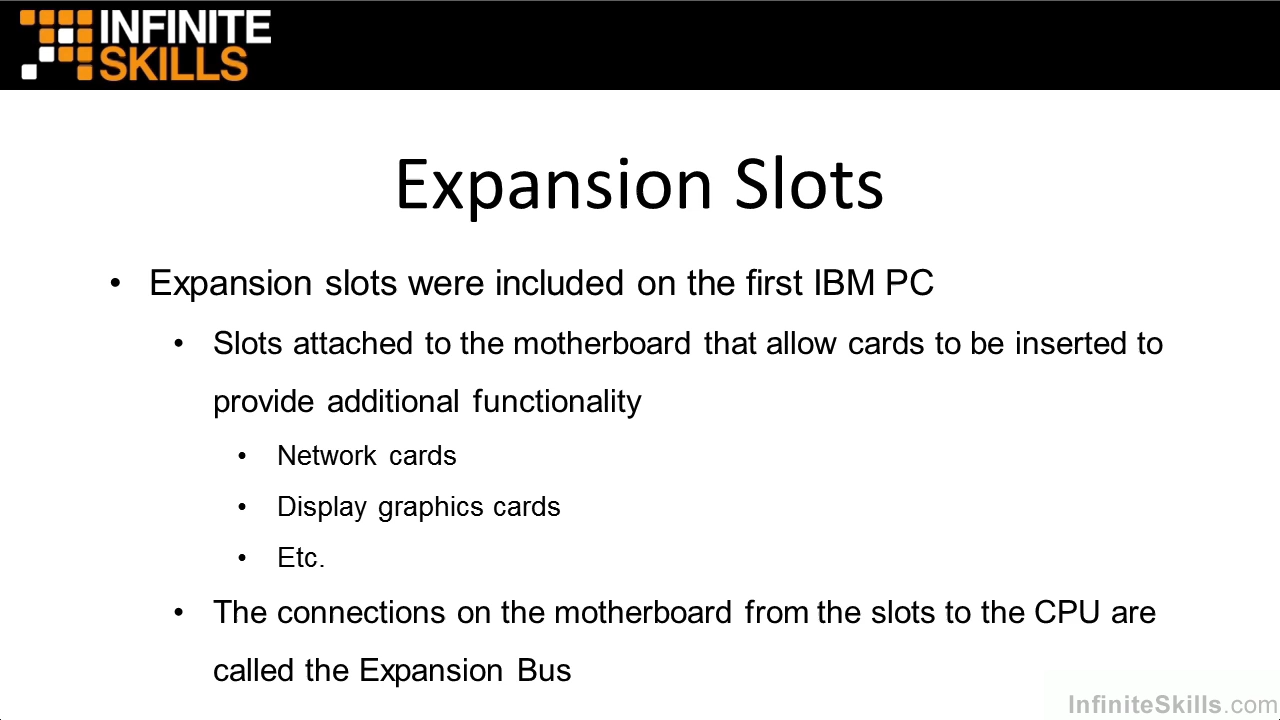 INFINITE
SKILLS
Expansion Slots
• Expansion slots were included on the first IBM PC
• Slots attached to the motherboard that allow cards to be inserted to
provide additional functionality
• Network cards
• Display graphics cards
• Etc.
• The connections on the motherboard from the slots to the CPU are
called the Expansion Bus
InfiniteSkills.com